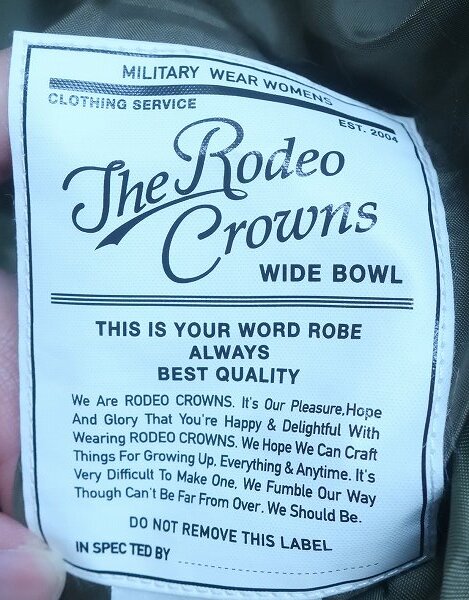 MILITARY WEAR WOMENS
CLOTHING SERVICE
EST. 2004
The Rodeo
Crowns
WIDE BOWL
THIS IS YOUR WORD ROBE
ALWAYS
BEST QUALITY
We Are RODEO CROWNS. It's Our Pleasure,Hope
And Glory That You're Happy & Delightful With
Wearing RODEO CROWNS. We Hope We Can Craft
Things For Growing Up, Everything & Anytime. It's
Very Difficult To Make One, We Fumble Our Way
Though Can't Be Far From Over. We Should Be.
DO NOT REMOVE THIS LABEL
IN SPEC TED BY